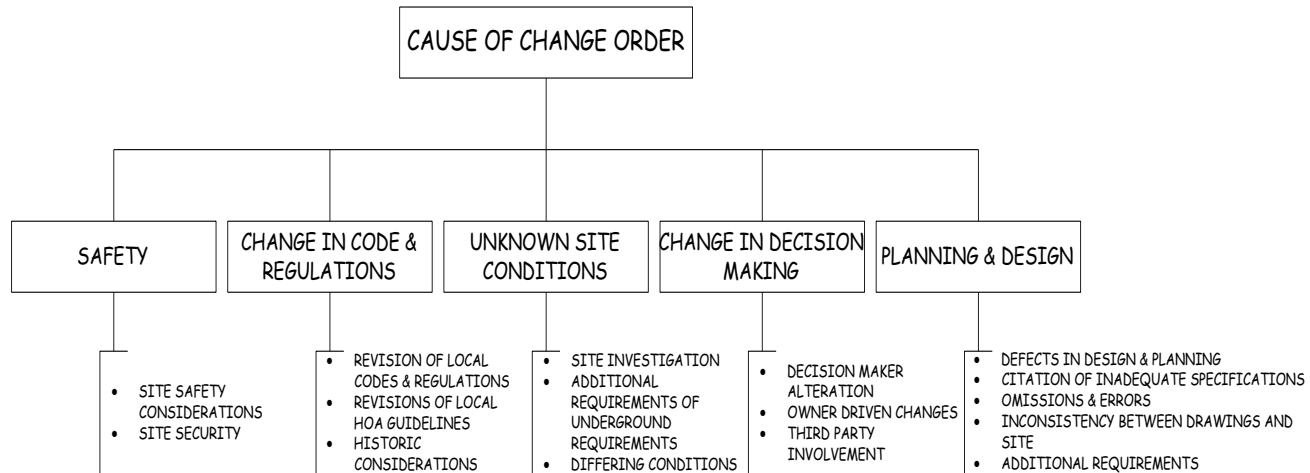 CAUSE OF CHANGE ORDER
SAFETY
CHANGE IN CODE &
REGULATIONS
UNKNOWN SITE
CONDITIONS
CHANGE IN DECISION
MAKING
PLANNING & DESIGN
• SITE SAFETY
CONSIDERATIONS
• SITE SECURITY
• REVISION OF LOCAL
CODES & REGULATIONS
• REVISIONS OF LOCAL
HOA GUIDELINES
• HISTORIC
CONSIDERATIONS
• SITE INVESTIGATION
• ADDITIONAL
REQUIREMENTS OF
UNDERGROUND
REQUIREMENTS
• DIFFERING CONDITIONS
• DECISION MAKER
ALTERATION
• OWNER DRIVEN CHANGES
• THIRD PARTY
INVOLVEMENT
• DEFECTS IN DESIGN & PLANNING
• CITATION OF INADEQUATE SPECIFICATIONS
• OMISSIONS & ERRORS
• INCONSISTENCY BETWEEN DRAWINGS AND
SITE
• ADDITIONAL REQUIREMENTS